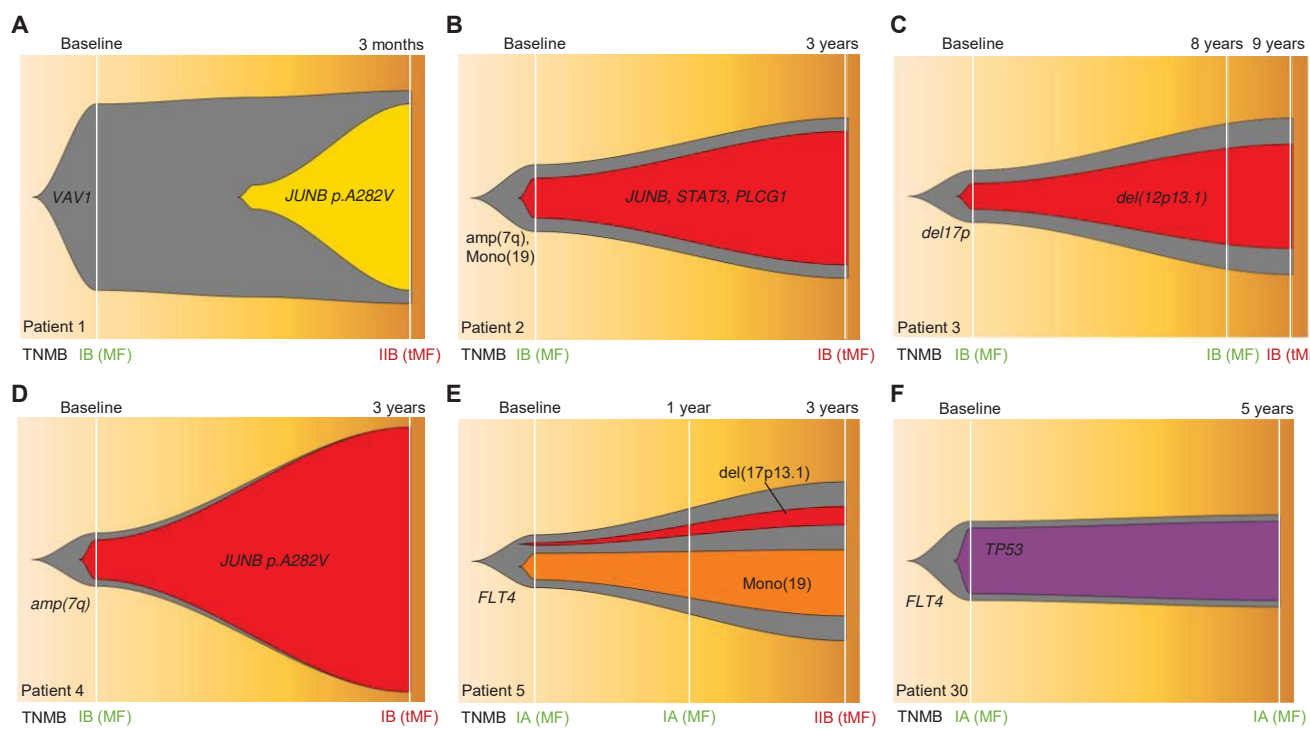 A
Baseline
3 months
VAV1
JUNB p.A282V
Patient 1
TNMB IB (MF) IIB (tMF)
B
Baseline
3 years
JUNB, STAT3, PLCG1
amp(7q),
Mono(19)
Patient 2
TNMB IB (MF) IB (tMF)
C
Baseline
8 years 9 years
del(12p13.1)
del17p
Patient 3
TNMB IB (MF) IB (MF) IB (tM
D
Baseline
3 years
JUNB p.A282V
amp(7q)
Patient 4
TNMB IB (MF) IB (tMF)
E
Baseline
1 year
3 years
del(17p13.1)
Mono(19)
FLT4
Patient 5
TNMB IA (MF) IA (MF) IIB (tMF)
F
Baseline
5 years
TP53
FLT4
Patient 30
TNMB IA (MF) IA (MF)